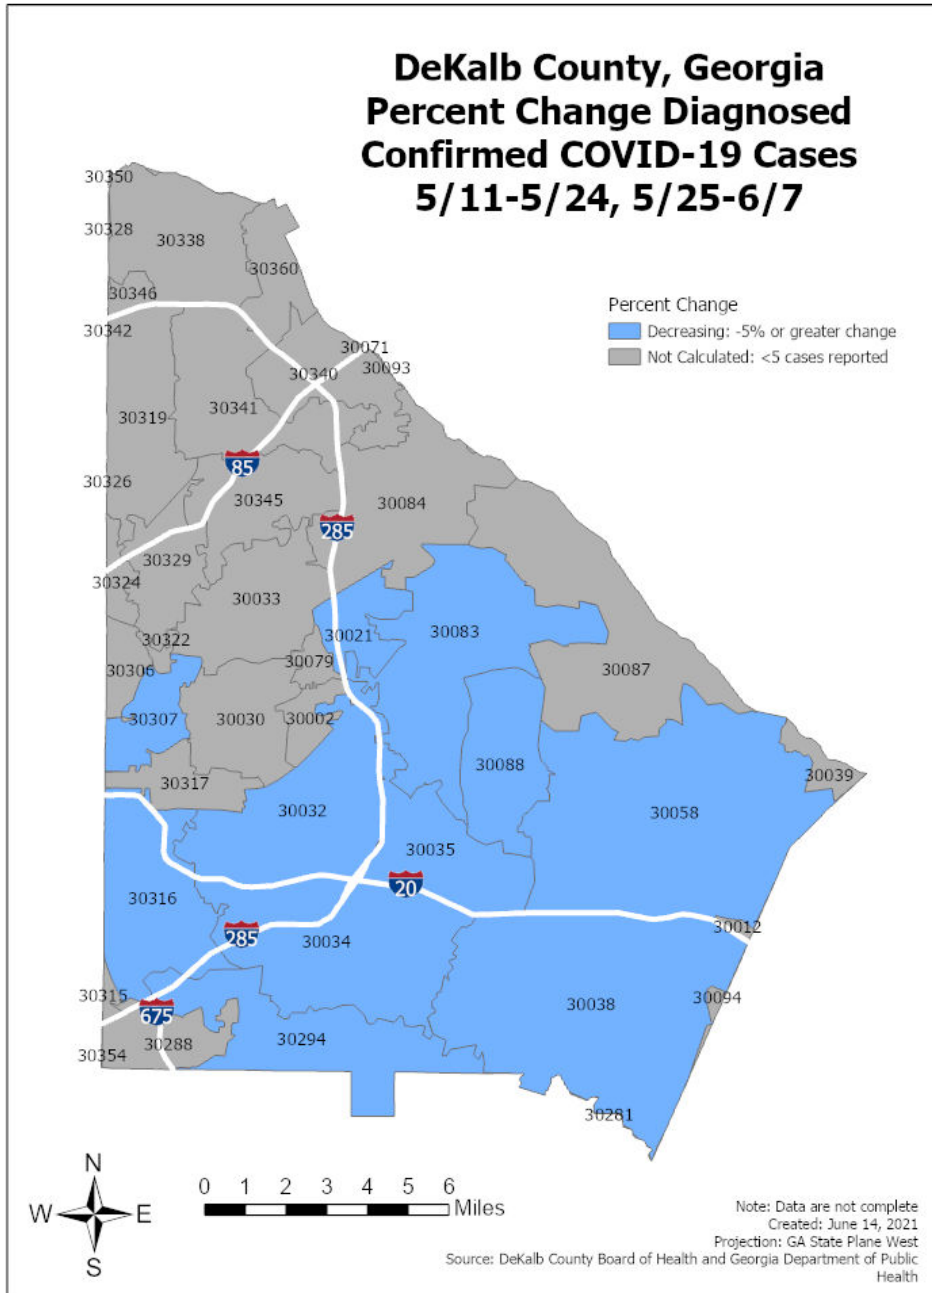 DeKalb County, Georgia
Percent Change Diagnosed
Confirmed COVID-19 Cases
5/11-5/24, 5/25-6/7
30350
30328
30338
30360
30346
30342
Percent Change
Decreasing: -5% or greater change
Not Calculated: <5 cases reported
30071
30093
30340
30341
30319
85
30326
30345
30084
285
30329
30324
30033
30322
30021
30083
30079
30306
30087
30307
30030
30002
30088
30317
30039
30032
30058
30035
20
30316
30012
285
30034
30315
30094
30038
675
30288
30294
30354
30281
N
W
E
S
0 1 2 3 4 5 6
Miles
Note: Data are not complete
Created: June 14, 2021
Projection: GA State Plane West
Source: DeKalb County Board of Health and Georgia Department of Public
Health